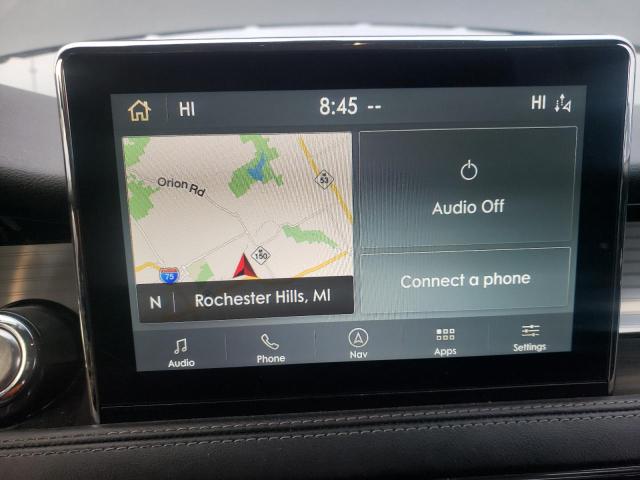 HI 8:45 -- HI
Orion Rd
M 53
M 150
75
N Rochester Hills, MI
Audio Off
Connect a phone
Audio Phone Nav Apps Settings